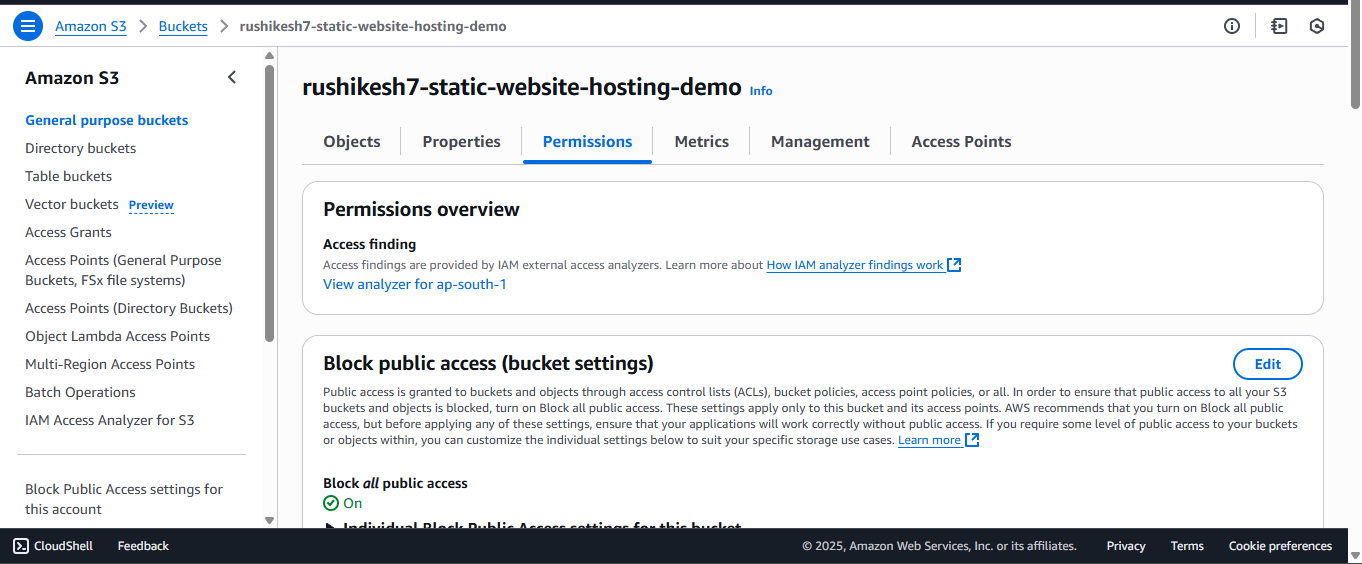 Amazon S3 > Buckets > rushikesh7-static-website-hosting-demo
Amazon S3
General purpose buckets
Directory buckets
Table buckets
Vector buckets Preview
Access Grants
Access Points (General Purpose
Buckets, FSx file systems)
Access Points (Directory Buckets)
Object Lambda Access Points
Multi-Region Access Points
Batch Operations
IAM Access Analyzer for S3
Block Public Access settings for
this account
rushikesh7-static-website-hosting-demo Info
Objects Properties Permissions Metrics Management Access Points
Permissions overview
Access finding
Access findings are provided by IAM external access analyzers. Learn more about How IAM analyzer findings work
View analyzer for ap-south-1
Block public access (bucket settings)
Edit
Public access is granted to buckets and objects through access control lists (ACLs), bucket policies, access point policies, or all. In order to ensure that public access to all your S3
buckets and objects is blocked, turn on Block all public access. These settings apply only to this bucket and its access points. AWS recommends that you turn on Block all public
access, but before applying any of these settings, ensure that your applications will work correctly without public access. If you require some level of public access to your buckets
or objects within, you can customize the individual settings below to suit your specific storage use cases. Learn more
Block all public access
On
Individual Block Public Access settings for this bucket
CloudShell Feedback © 2025, Amazon Web Services, Inc. or its affiliates. Privacy Terms Cookie preferences